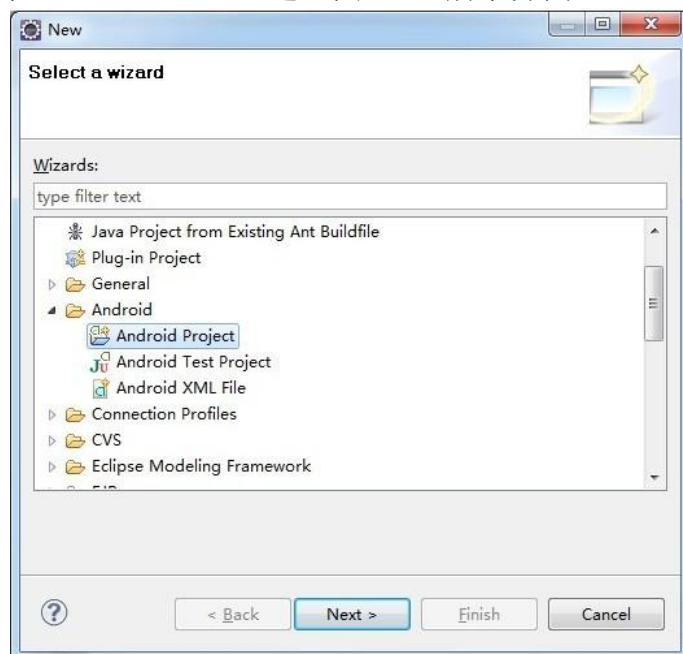 New
Select a wizard
Wizards:
type filter text
Java Project from Existing Ant Buildfile
Plug-in Project
General
Android
Android Project
Android Test Project
Android XML File
Connection Profiles
CVS
Eclipse Modeling Framework
< Back
Next >
Finish
Cancel